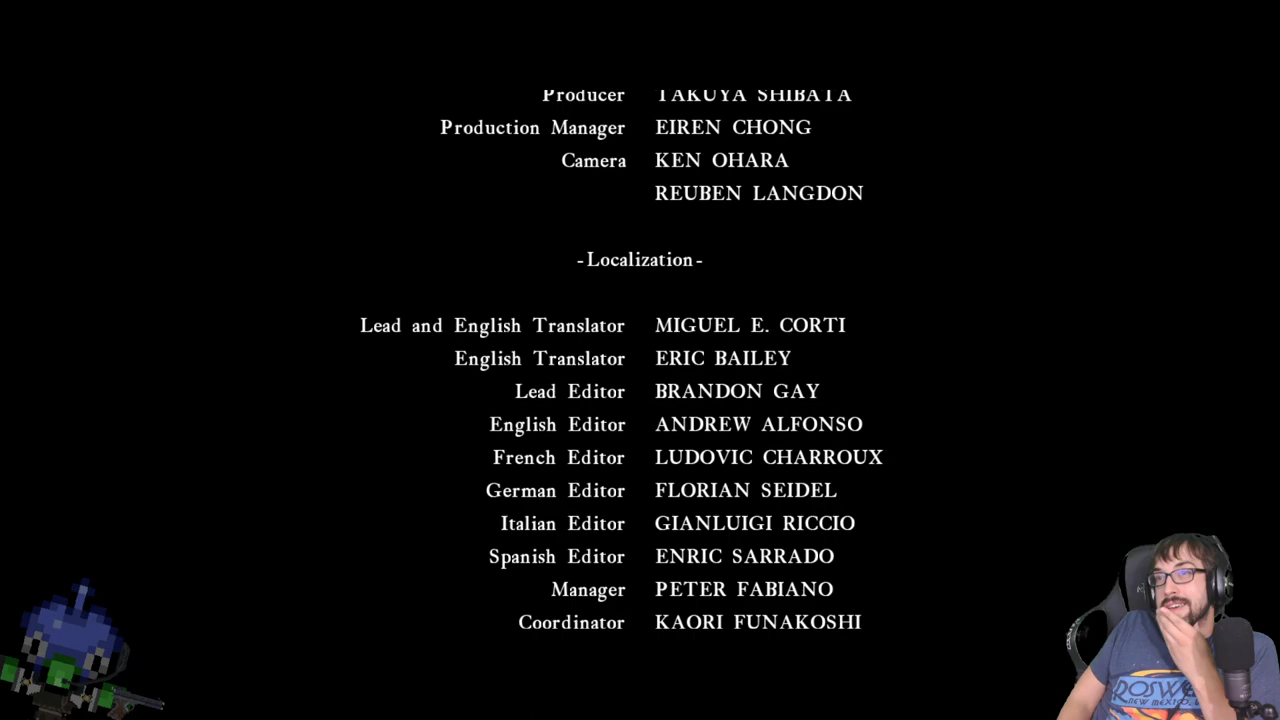 Producer TAKUYA SHIBATA
Production Manager EIREN CHONG
Camera KEN OHARA
REUBEN LANGDON
-Localization-
Lead and English Translator MIGUEL E. CORTI
English Translator ERIC BAILEY
Lead Editor BRANDON GAY
English Editor ANDREW ALFONSO
French Editor LUDOVIC CHARROUX
German Editor FLORIAN SEIDEL
Italian Editor GIANLUIGI RICCIO
Spanish Editor ENRIC SARRADO
Manager PETER FABIANO
Coordinator KAORI FUNAKOSHI
NEW MEXICO